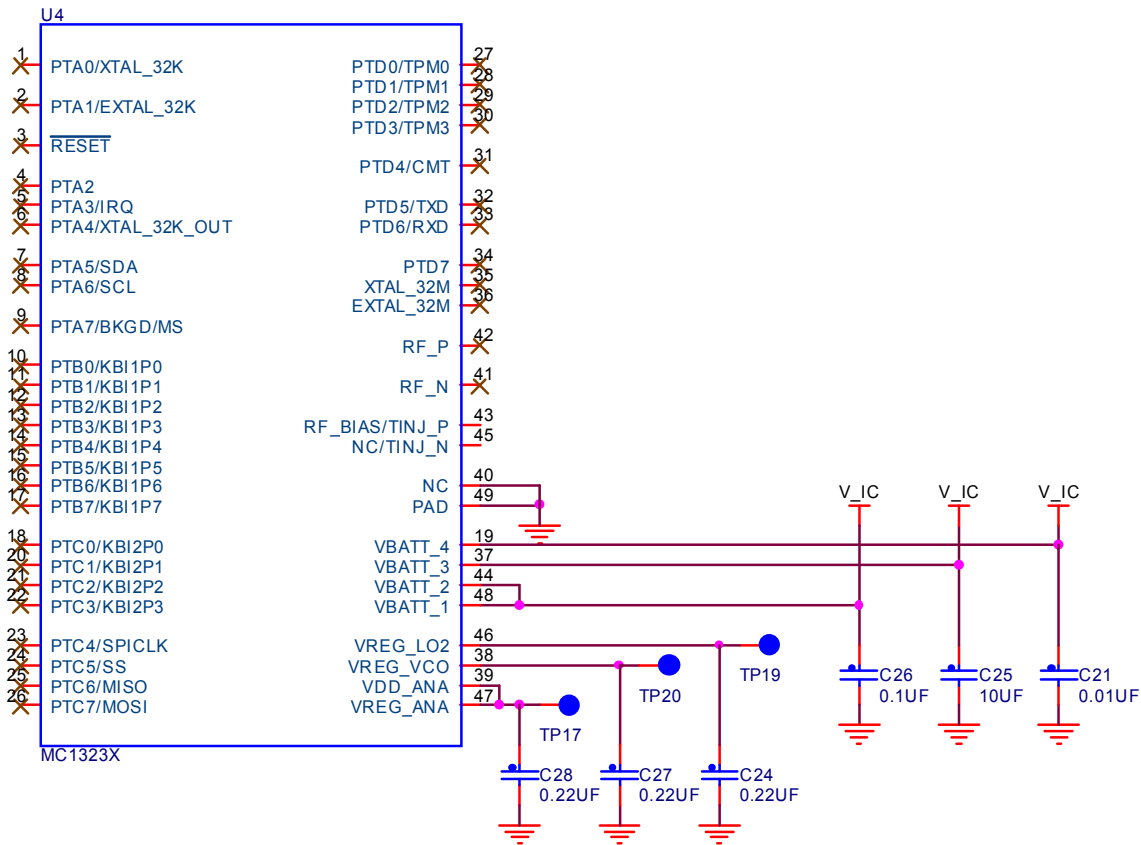 U4
1
PTA0/XTAL_32K
2
PTA1/EXTAL_32K
3
RESET
4
PTA2
5
PTA3/IRQ
6
PTA4/XTAL_32K_OUT
7
PTA5/SDA
8
PTA6/SCL
9
PTA7/BKGD/MS
10
PTB0/KBI1P0
11
PTB1/KBI1P1
12
PTB2/KBI1P2
13
PTB3/KBI1P3
14
PTB4/KBI1P4
15
PTB5/KBI1P5
16
PTB6/KBI1P6
17
PTB7/KBI1P7
18
PTC0/KBI2P0
20
PTC1/KBI2P1
21
PTC2/KBI2P2
22
PTC3/KBI2P3
23
PTC4/SPICLK
24
PTC5/SS
25
PTC6/MISO
26
PTC7/MOSI
27
PTD0/TPM0
28
PTD1/TPM1
29
PTD2/TPM2
30
PTD3/TPM3
31
PTD4/CMT
32
PTD5/TXD
33
PTD6/RXD
34
PTD7
35
XTAL_32M
36
EXTAL_32M
42
RF_P
41
RF_N
43
RF_BIAS/TINJ_P
45
NC/TINJ_N
40
NC
49
PAD
19
VBATT_4
37
VBATT_3
44
VBATT_2
48
VBATT_1
46
VREG_LO2
38
VREG_VCO
39
VDD_ANA
47
VREG_ANA
MC1323X
V_IC
V_IC
V_IC
TP19
TP20
TP17
C26
0.1UF
C25
10UF
C21
0.01UF
C28
0.22UF
C27
0.22UF
C24
0.22UF